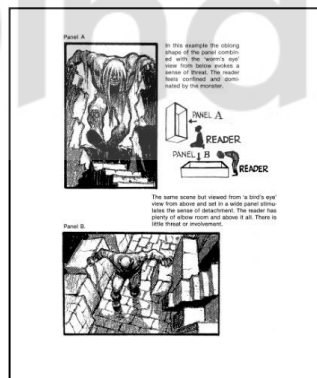 Panel A
In this example the oblong
shape of the panel combin-
ed with the 'worm's eye'
view from below evokes a
sense of threat. The reader
feels confined and domi-
nated by the monster.
PANEL A
READER
PANEL B
READER
The same scene but viewed from 'a bird's eye'
view from above and set in a wide panel stimu-
lates the sense of detachment. The reader has
plenty of elbow room and above it all. There is
little threat or involvement.
Panel B.